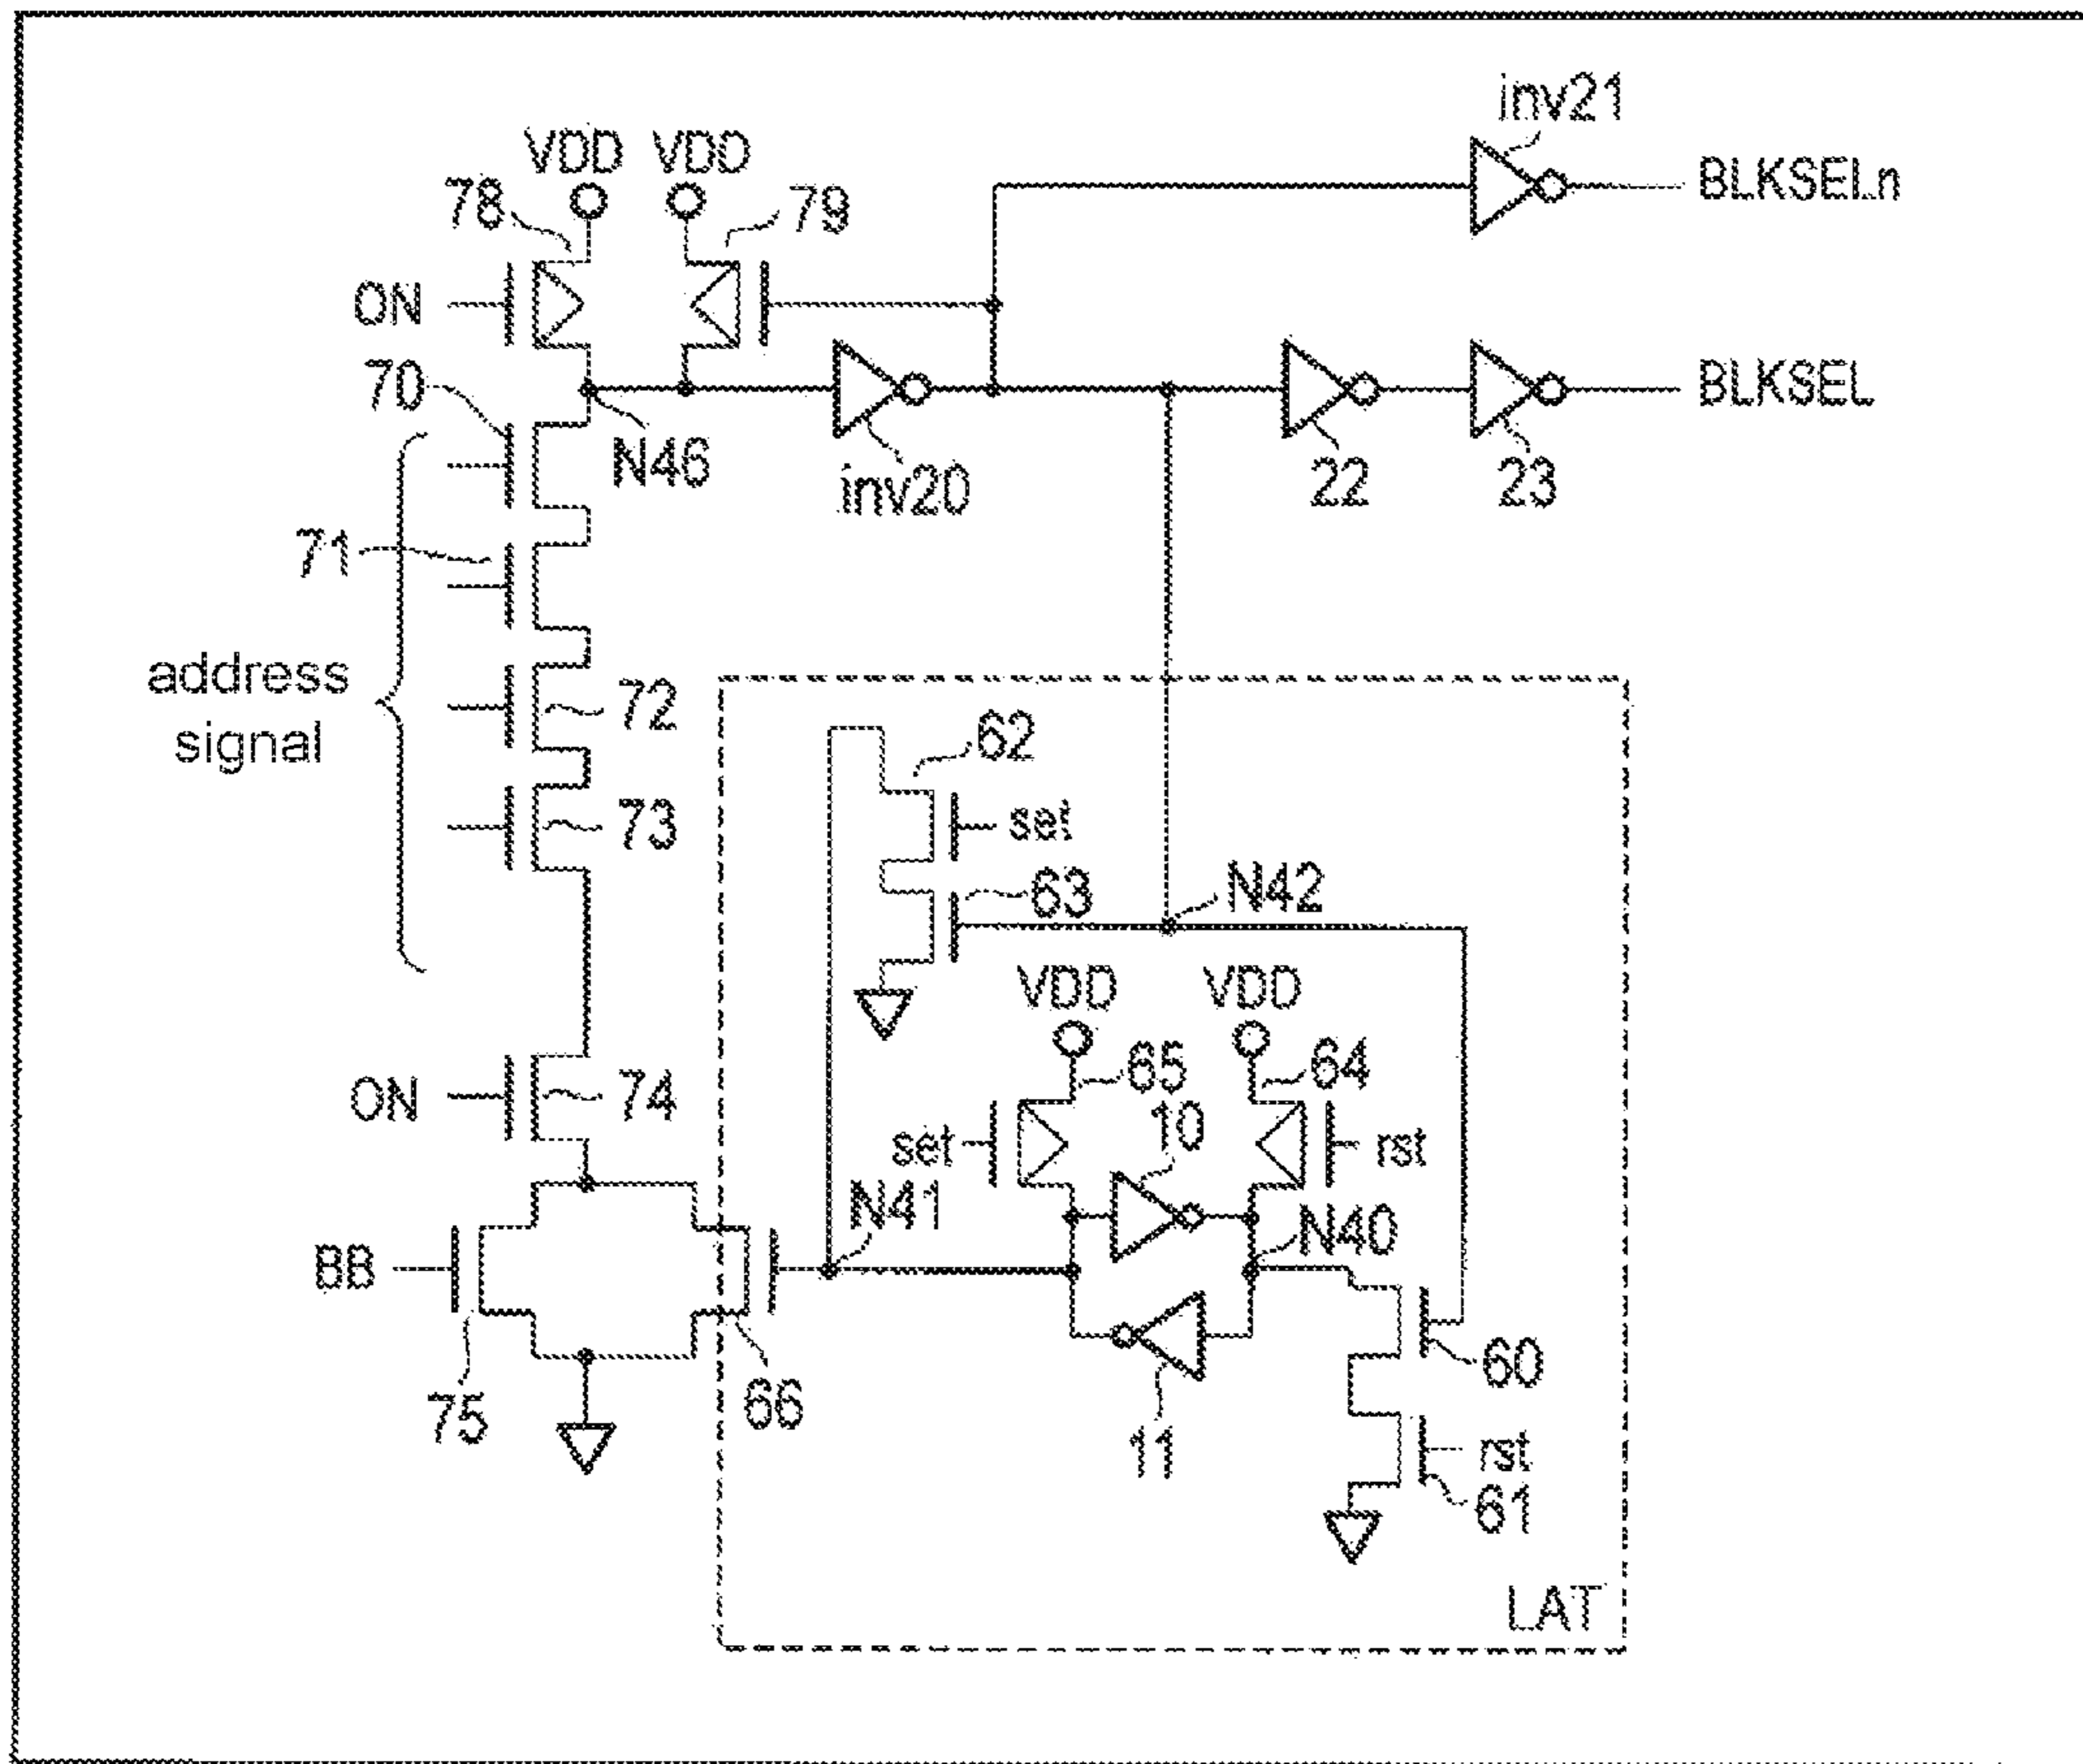 inv21
VDD VDD
BLKSELn
78
79
ON
70
BLKSEL
N46
inv20
22
23
71
address
signal
72
62
73
set
63
N42
VDD VDD
ON
74
65
64
10
set
rst
N41
N40
BB
60
75
66
11
rst
61
LAT